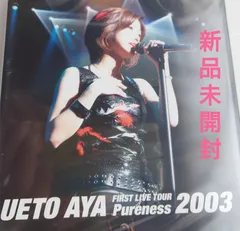 新品未開封
UETO AYA FIRST LIVE TOUR Pureness 2003